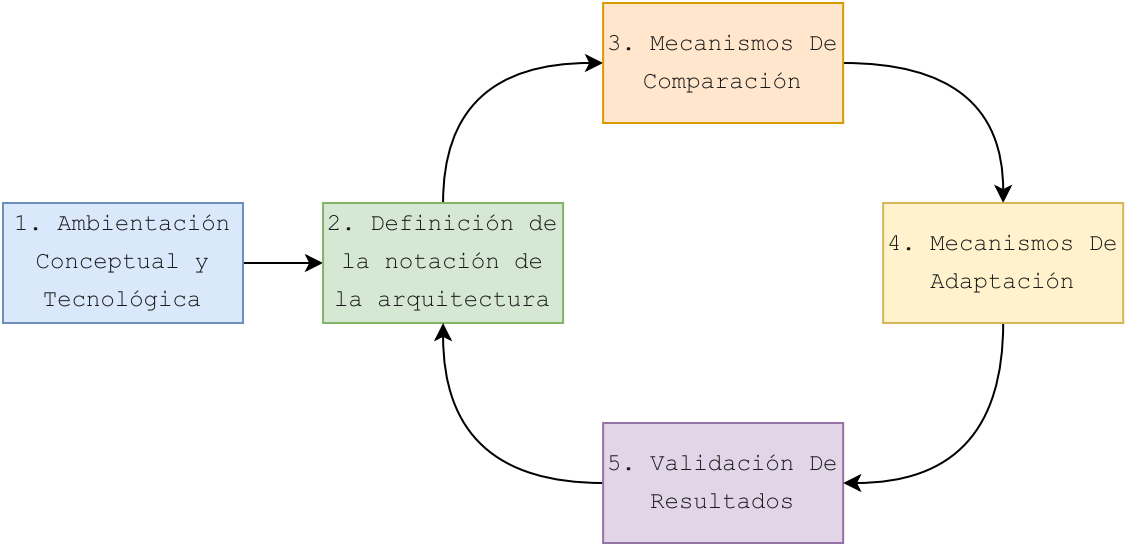 1. Ambientación
Conceptual y
Tecnológica
2. Definición de
la notación de
la arquitectura
3. Mecanismos De
Comparación
4. Mecanismos De
Adaptación
5. Validación De
Resultados